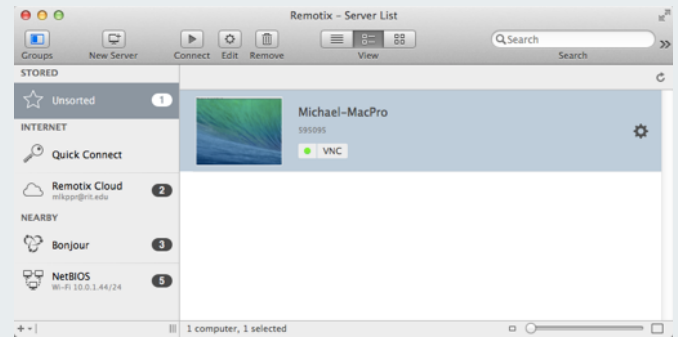 Remotix – Server List
Groups New Server Connect Edit Remove View Search
Search
STORED
Unsorted 1
INTERNET
Quick Connect
Remotix Cloud 2
mlkppr@rit.edu
NEARBY
Bonjour 3
NetBIOS 5
Wi-Fi 10.0.1.44/24
Michael-MacPro
595095
VNC
1 computer, 1 selected